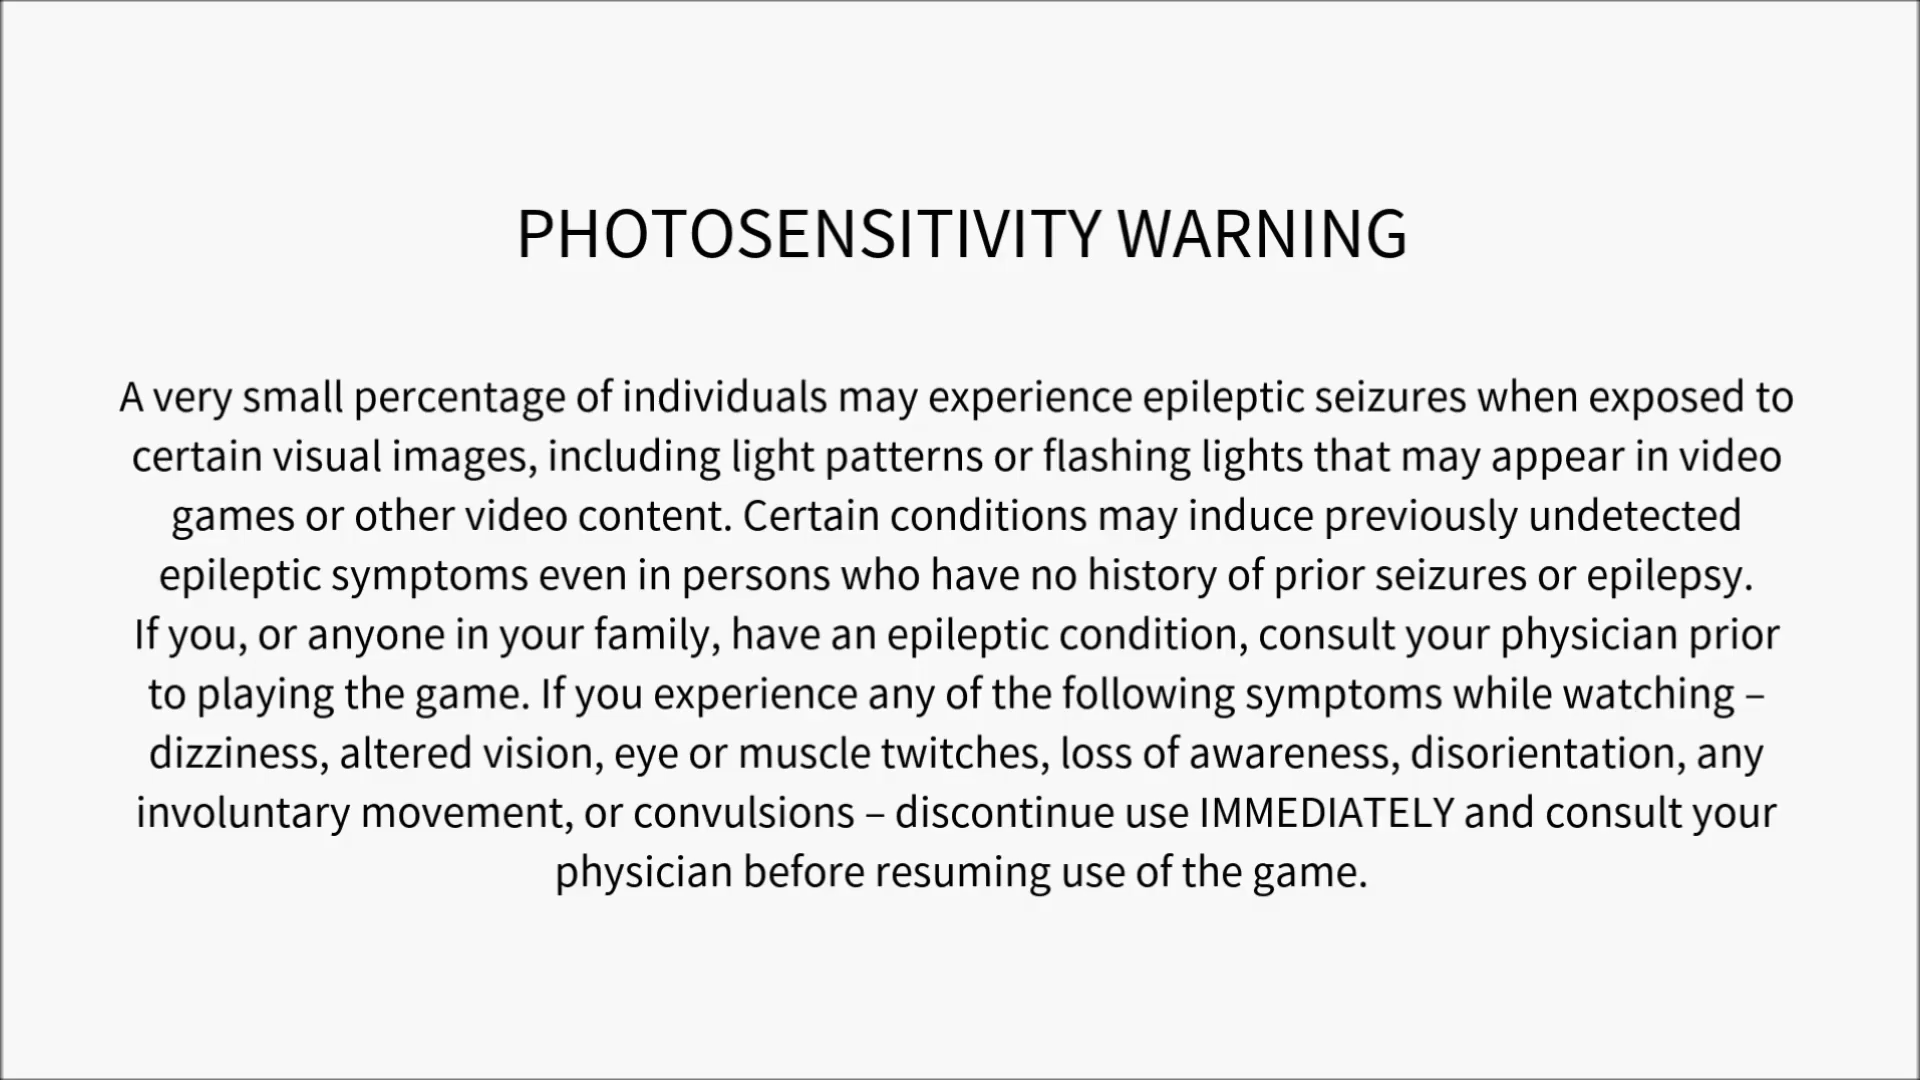 PHOTOSENSITIVITY WARNING
A very small percentage of individuals may experience epileptic seizures when exposed to
certain visual images, including light patterns or flashing lights that may appear in video
games or other video content. Certain conditions may induce previously undetected
epileptic symptoms even in persons who have no history of prior seizures or epilepsy.
If you, or anyone in your family, have an epileptic condition, consult your physician prior
to playing the game. If you experience any of the following symptoms while watching –
dizziness, altered vision, eye or muscle twitches, loss of awareness, disorientation, any
involuntary movement, or convulsions – discontinue use IMMEDIATELY and consult your
physician before resuming use of the game.